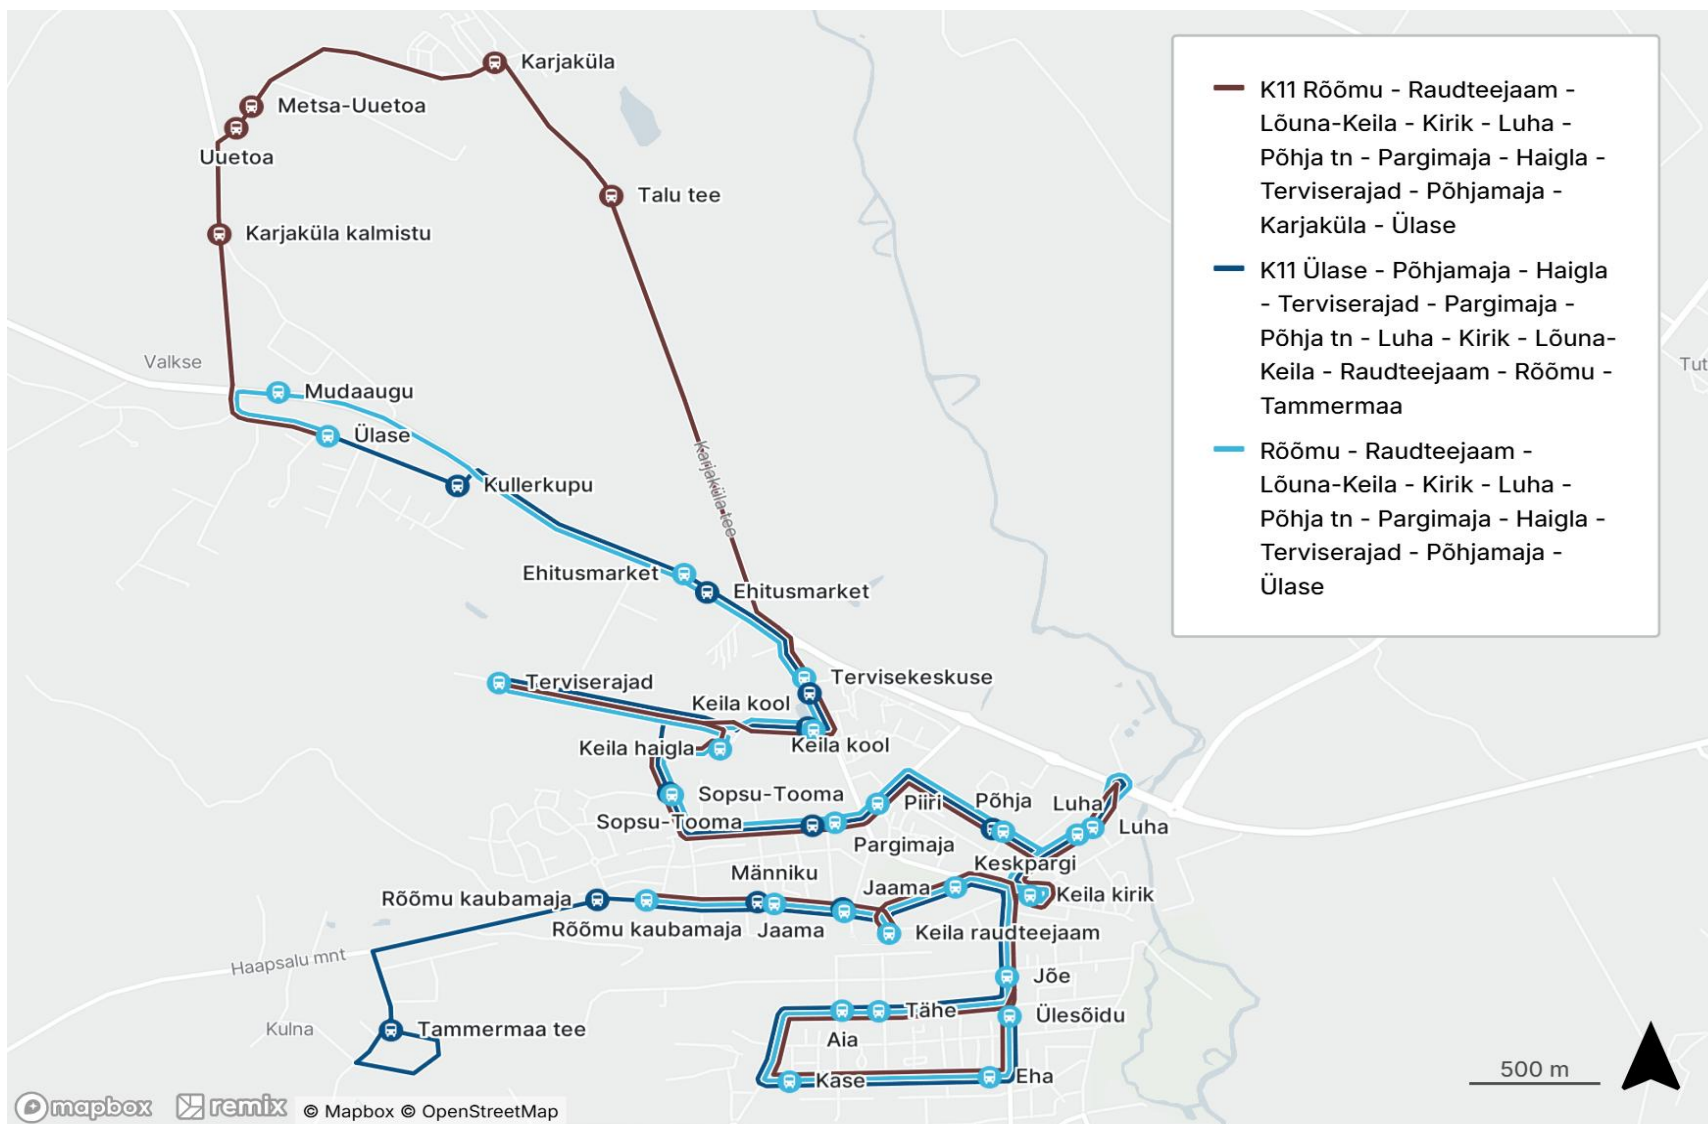 Karjaküla
Metsa-Uuetoa
Uuetoa
Talu tee
Karjaküla kalmistu
Valkse
Mudaaugu
Ülase
Kullerkupu
Karjaküla tee
Ehitusmarket
Ehitusmarket
Terviserajad
Tervisekeskuse
Keila kool
Keila haigla
Keila kool
Sopsu-Tooma
Sopsu-Tooma
Piiri
Põhja
Luha
Luha
Pargimaja
Keskpargi
Männiku
Jaama
Keila kirik
Rõõmu kaubamaja
Rõõmu kaubamaja
Jaama
Keila raudteejaam
Haapsalu mnt
Jõe
Tähe
Ülesõidu
Kulna
Tammermaa tee
Aia
Kase
Eha
Tut
K11 Rõõmu - Raudteejaam -
Lõuna-Keila - Kirik - Luha -
Põhja tn - Pargimaja - Haigla -
Terviserajad - Põhjamaja -
Karjaküla - Ülase
K11 Ülase - Põhjamaja - Haigla
- Terviserajad - Pargimaja -
Põhja tn - Luha - Kirik - Lõuna-
Keila - Raudteejaam - Rõõmu -
Tammermaa
Rõõmu - Raudteejaam -
Lõuna-Keila - Kirik - Luha -
Põhja tn - Pargimaja - Haigla -
Terviserajad - Põhjamaja -
Ülase
500 m
mapbox remix © Mapbox © OpenStreetMap